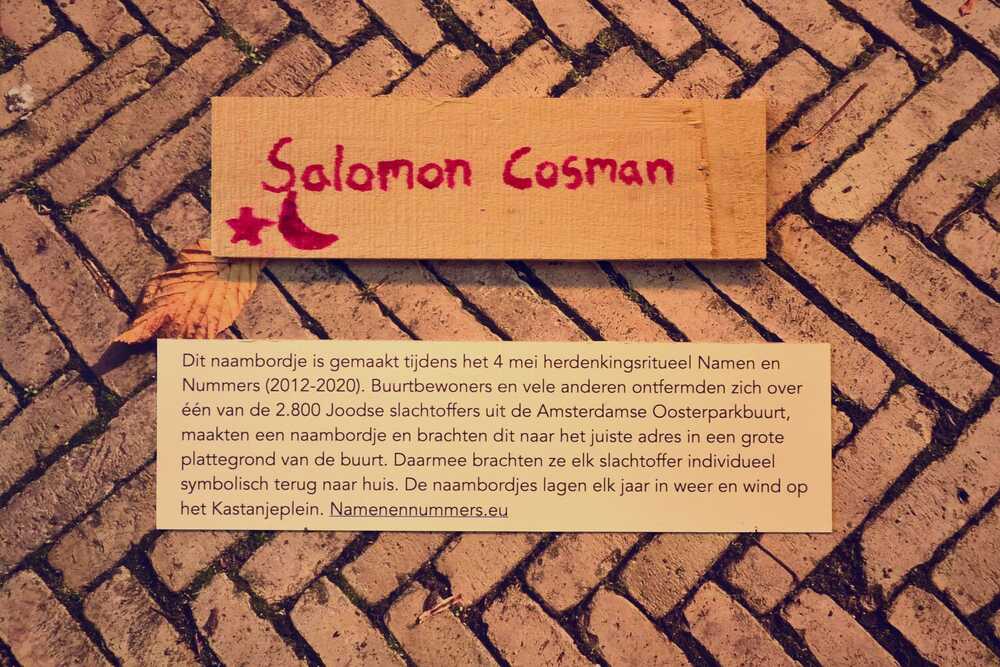 Salomon Cosman
Dit naambordje is gemaakt tijdens het 4 mei herdenkingsritueel Namen en
Nummers (2012-2020). Buurtbewoners en vele anderen ontfermden zich over
één van de 2.800 Joodse slachtoffers uit de Amsterdamse Oosterparkbuurt,
maakten een naambordje en brachten dit naar het juiste adres in een grote
plattegrond van de buurt. Daarmee brachten ze elk slachtoffer individueel
symbolisch terug naar huis. De naambordjes lagen elk jaar in weer en wind op
het Kastanjeplein. Namenennummers.eu